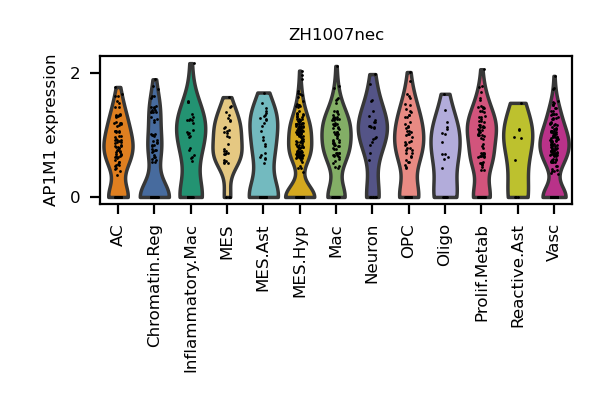 ZH1007nec
AP1M1 expression
2
0
AC
Chromatin.Reg
Inflammatory.Mac
MES
MES.Ast
MES.Hyp
Mac
Neuron
OPC
Oligo
Prolif.Metab
Reactive.Ast
Vasc